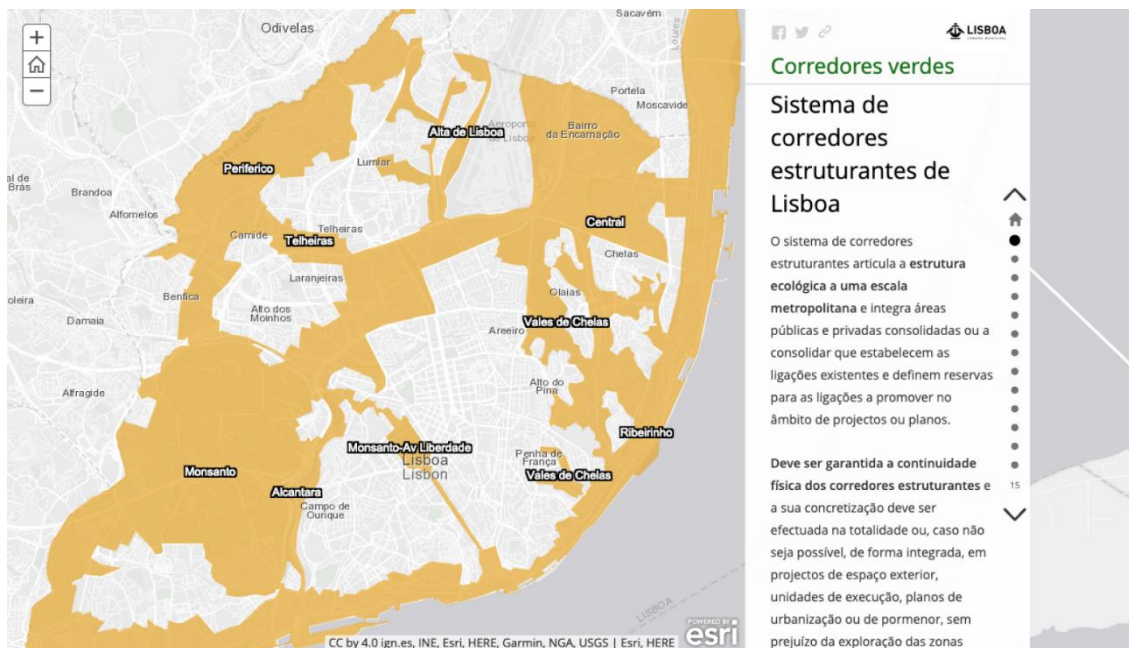 +
−
Odivelas
Sacavém
Loures
Portela
Moscavide
Aeroporto
de Lisboa
Alta de Lisboa
Bairro
da Encarnação
Lumiar
Periferico
Brandoa
Alfornelos
Central
Telheiras
Telheiras
Carnide
Chelas
Laranjeiras
Benfica
Olaias
Alto dos
Moinhos
Damaia
Vales de Chelas
Areeiro
Alfragide
Alto do
Pina
Ribeirinho
Monsanto-Av Liberdade
Lisboa
Lisbon
Penha de
França
Monsanto
Vales de Chelas
Alcantara
Campo de
Ourique
LISBOA
POWERED BY
esri
CC by 4.0 ign.es, INE, Esri, HERE, Garmin, NGA, USGS | Esri, HERE
LISBOA
CÂMARA MUNICIPAL
Corredores verdes
Sistema de
corredores
estruturantes de
Lisboa
O sistema de corredores
estruturantes articula a estrutura
ecológica a uma escala
metropolitana e integra áreas
públicas e privadas consolidadas ou a
consolidar que estabelecem as
ligações existentes e definem reservas
para as ligações a promover no
âmbito de projectos ou planos.
Deve ser garantida a continuidade
física dos corredores estruturantes e
a sua concretização deve ser
efectuada na totalidade ou, caso não
seja possível, de forma integrada, em
projectos de espaço exterior,
unidades de execução, planos de
urbanização ou de pormenor, sem
prejuízo da exploração das zonas
15